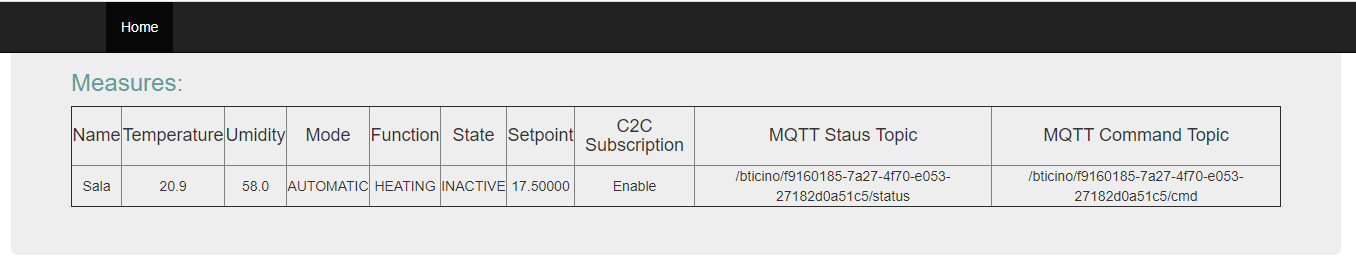 Home
Measures:
Name Temperature Umidity Mode Function State Setpoint C2C Subscription MQTT Staus Topic MQTT Command Topic
Sala 20.9 58.0 AUTOMATIC HEATING INACTIVE 17.50000 Enable /bticino/f9160185-7a27-4f70-e053-27182d0a51c5/status /bticino/f9160185-7a27-4f70-e053-27182d0a51c5/cmd